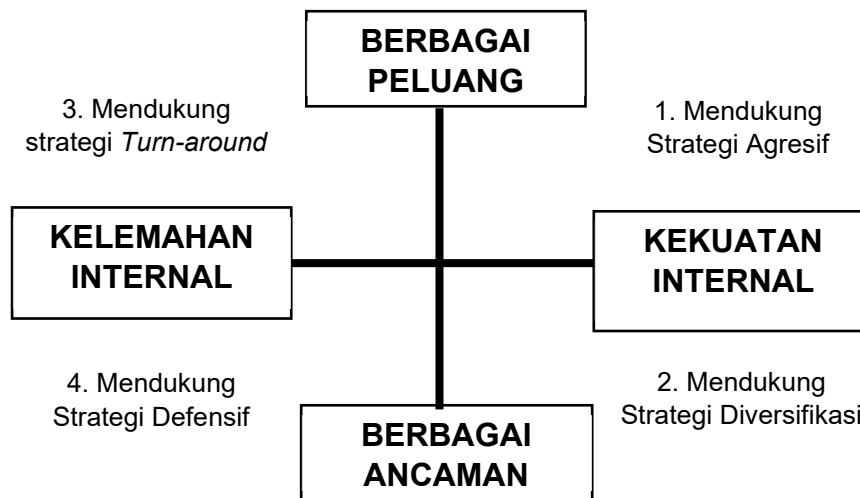 BERBAGAI
PELUANG
3. Mendukung
strategi Turn-around
1. Mendukung
Strategi Agresif
KELEMAHAN
INTERNAL
KEKUATAN
INTERNAL
4. Mendukung
Strategi Defensif
2. Mendukung
Strategi Diversifikasi
BERBAGAI
ANCAMAN